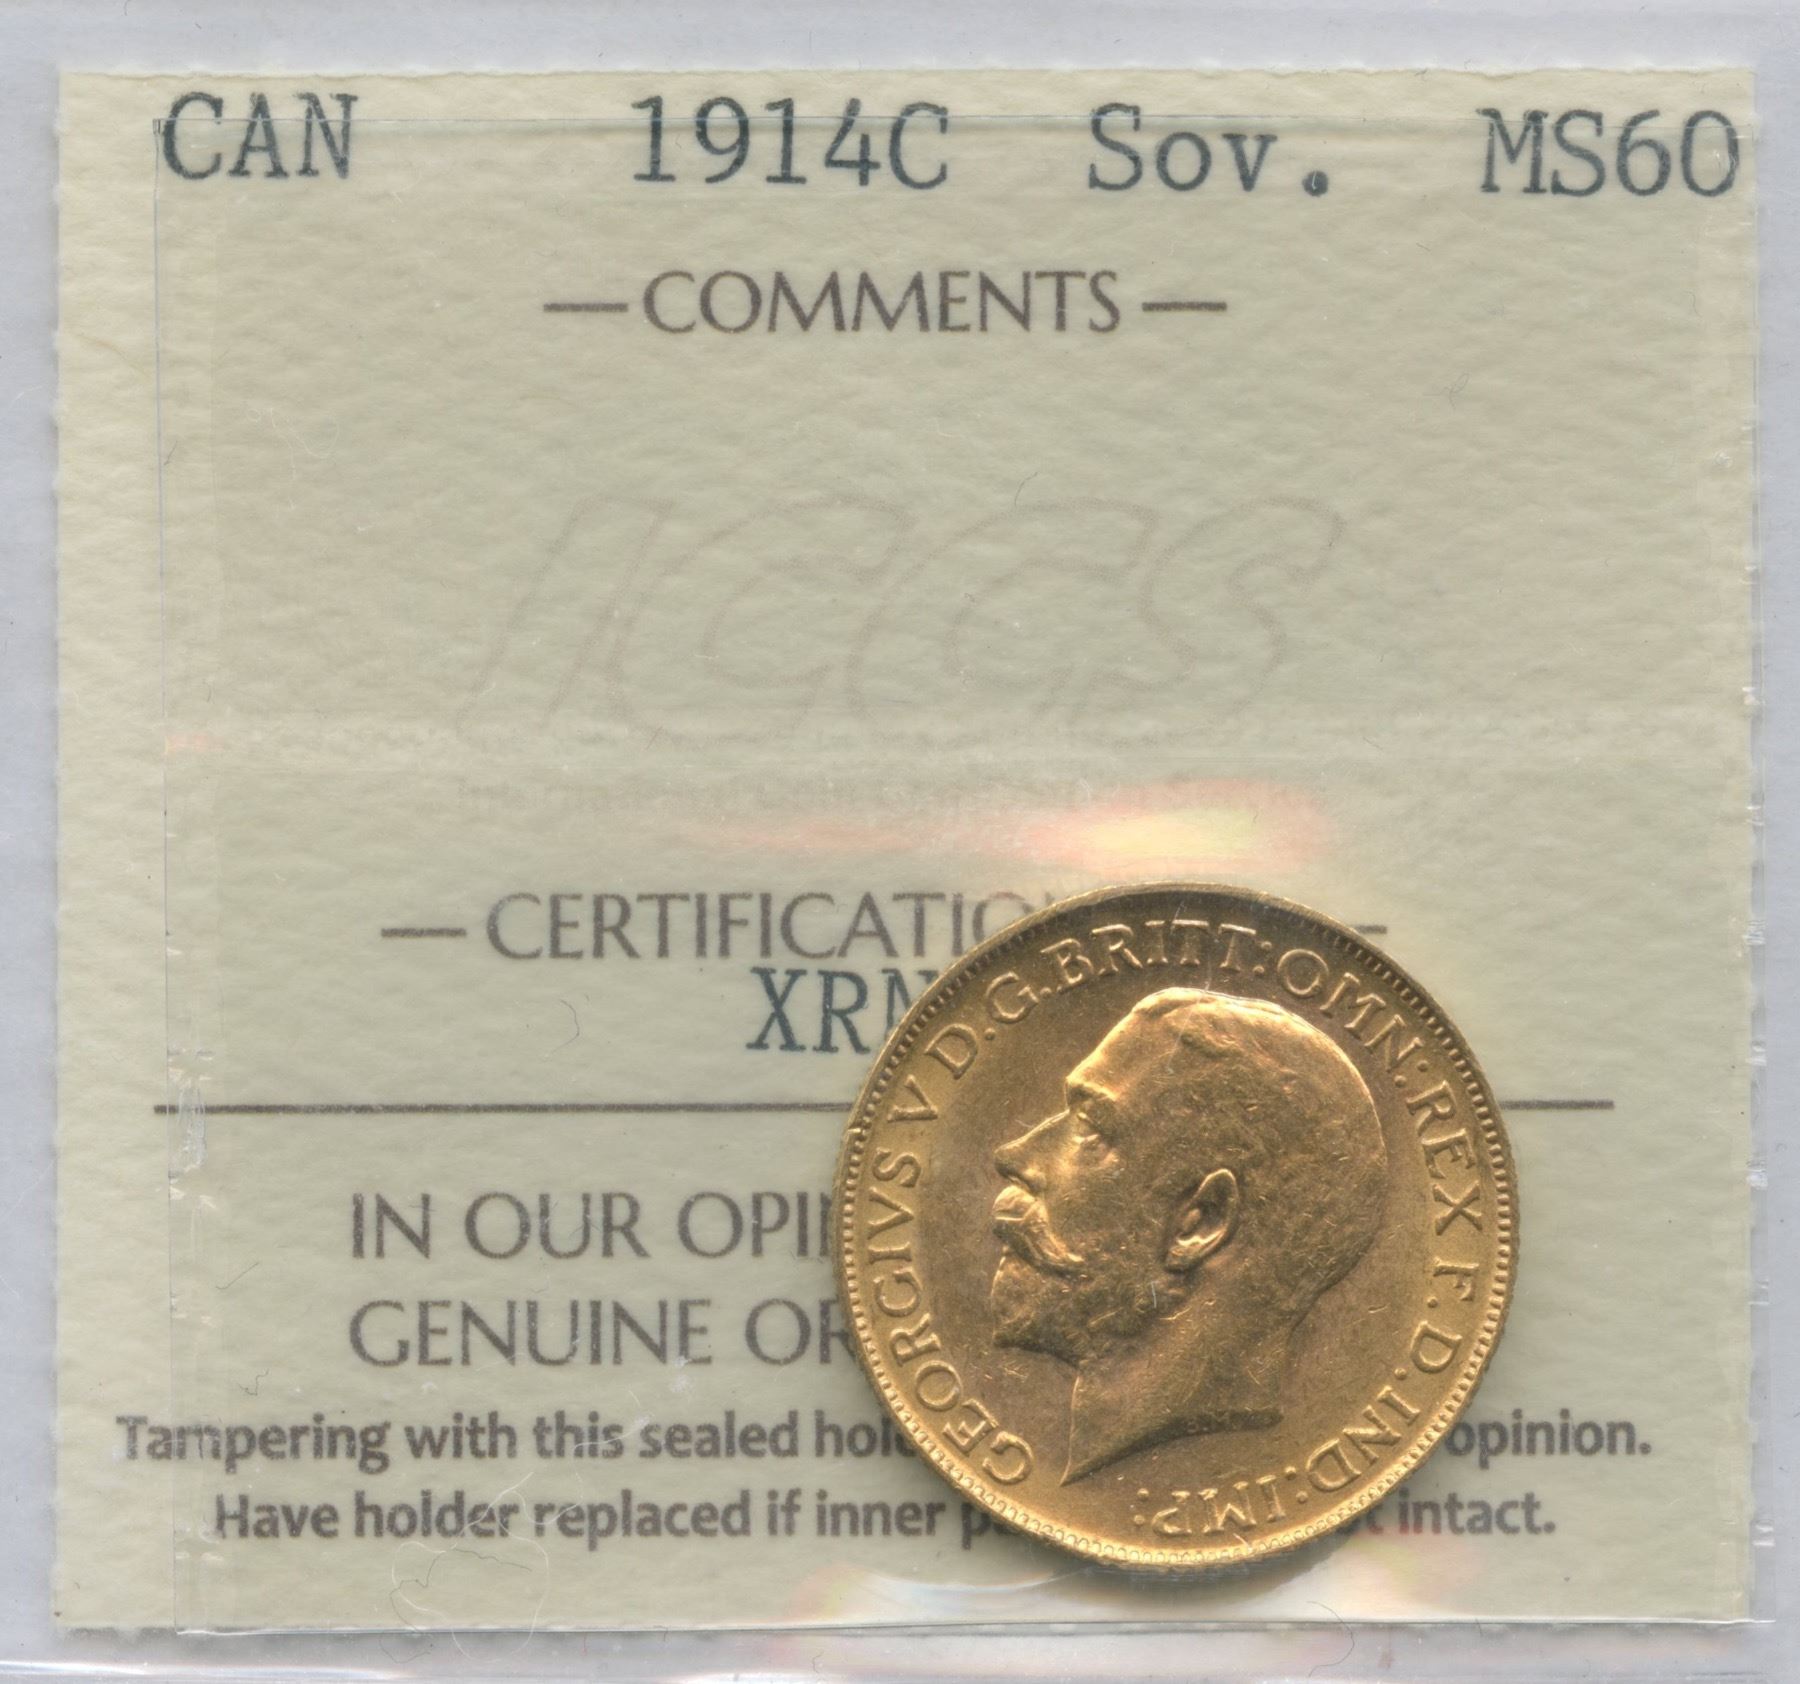 CAN 1914C Sov. MS60
— COMMENTS —
ICCS
— CERTIFICATIO —
XRN
IN OUR OPI
GENUINE OR
Tampering with this sealed hol opinion.
Have holder replaced if inner p t intact.
GEORGIVS V D.G.BRITT:OMN:REX F.D.IND:IMP:
B.M.